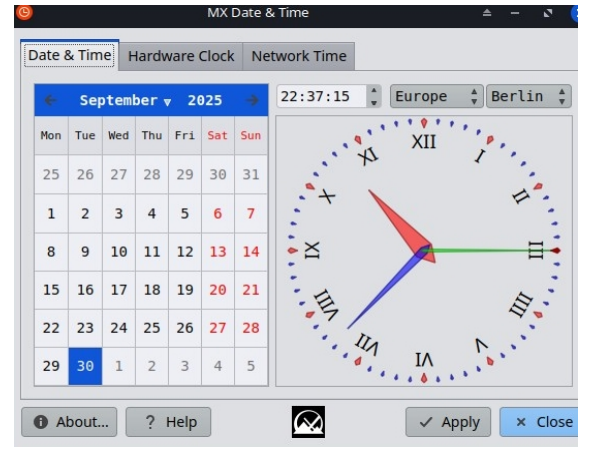 MX Date & Time
Date & Time Hardware Clock Network Time
September 2025 22:37:15 Europe Berlin
Mon Tue Wed Thu Fri Sat Sun
25 26 27 28 29 30 31
1 2 3 4 5 6 7
8 9 10 11 12 13 14
15 16 17 18 19 20 21
22 23 24 25 26 27 28
29 30 1 2 3 4 5
XII
I
II
III
IIII
V
VI
VII
VIII
IX
X
XI
About... ? Help Apply Close